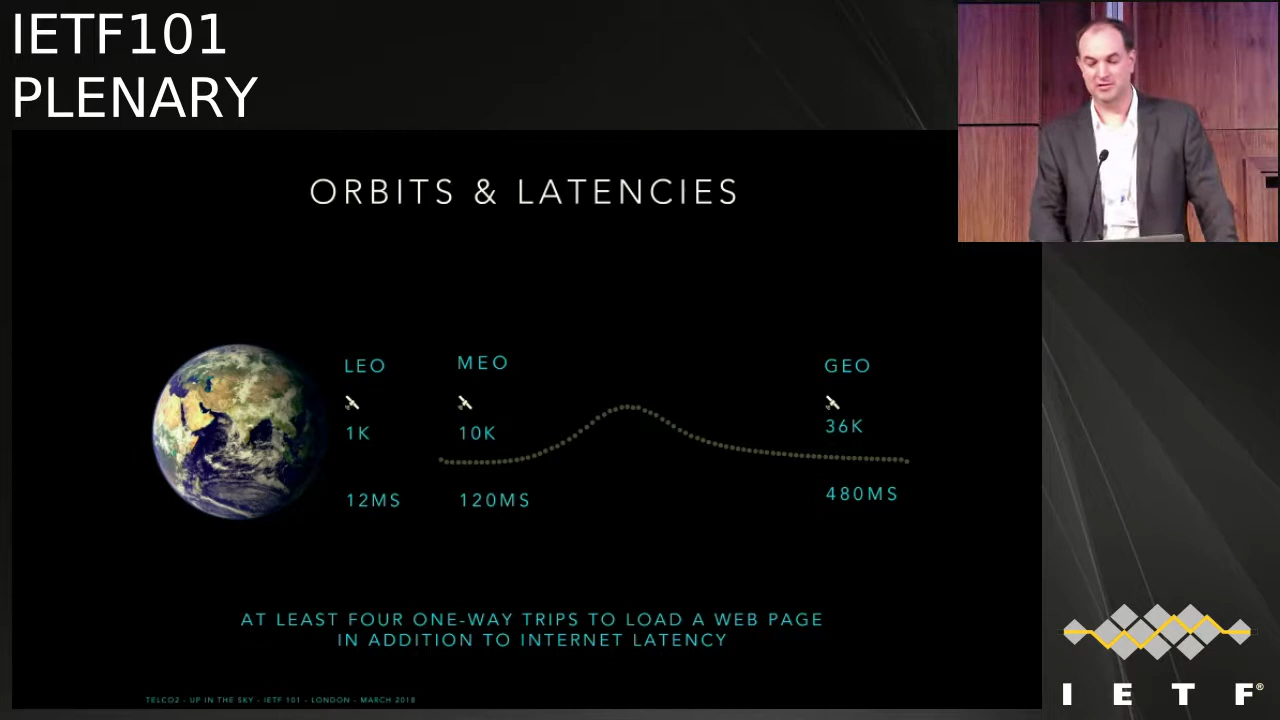 IETF101
PLENARY
ORBITS & LATENCIES
LEO
MEO
GEO
1K
10K
36K
12MS
120MS
480MS
AT LEAST FOUR ONE-WAY TRIPS TO LOAD A WEB PAGE
IN ADDITION TO INTERNET LATENCY
TELCO2 - UP IN THE SKY - IETF 101 - LONDON - MARCH 2018
I E T F®